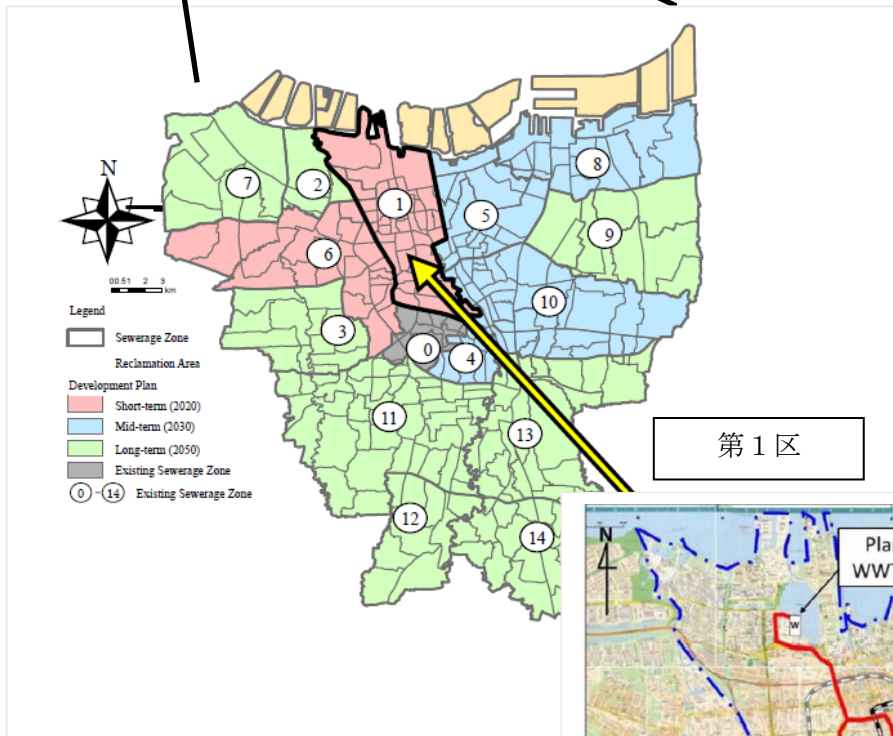 8
7
2
1
5
9
N
6
10
00.51 2 3
km
Legend
Sewerage Zone
3
0
4
Reclamation Area
Development Plan
Short-term (2020)
11
Mid-term (2030)
13
第1区
Long-term (2050)
Existing Sewerage Zone
0 - 14 Existing Sewerage Zone
12
14
N
Pla
WW
W